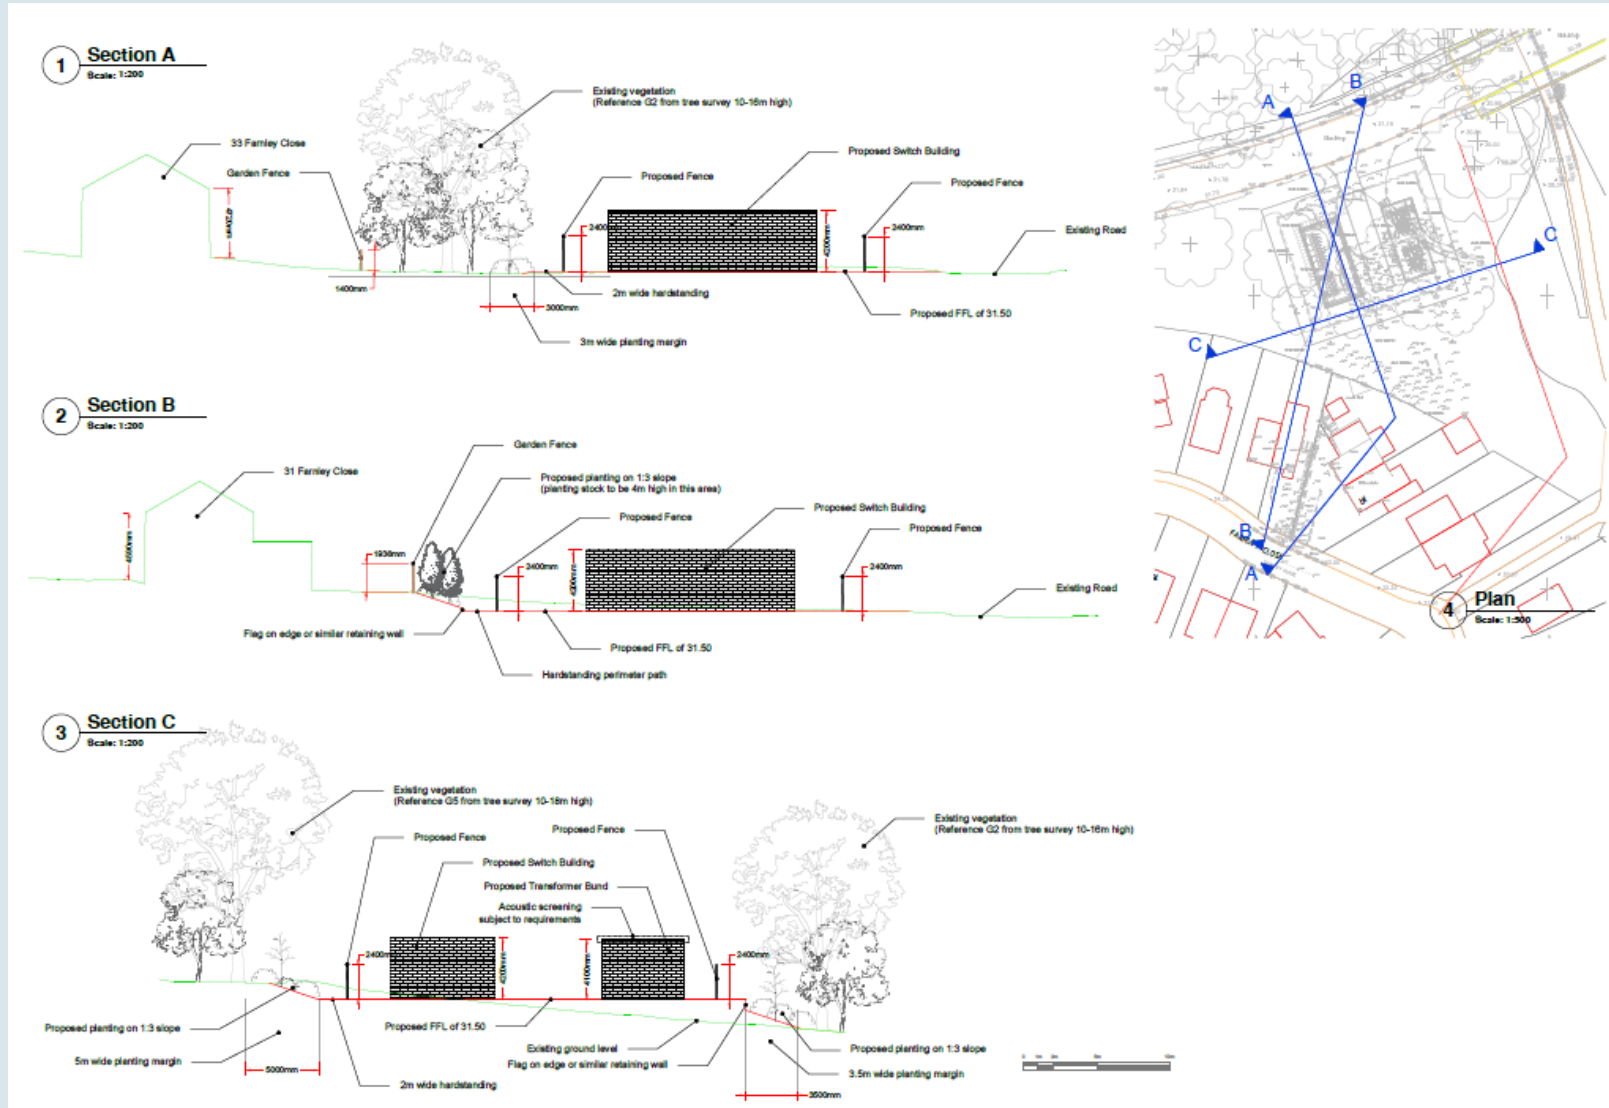 1
Section A
Scale: 1:200
Existing vegetation
(Reference G2 from tree survey 10-16m high)
33 Farnley Close
Garden Fence
Proposed Switch Building
Proposed Fence
Proposed Fence
4720mm
2400mm
4200mm
2400mm
Existing Road
1400mm
2m wide hardstanding
3000mm
Proposed FFL of 31.50
3m wide planting margin
2
Section B
Scale: 1:200
Garden Fence
31 Farnley Close
Proposed planting on 1:3 slope
(planting stock to be 4m high in this area)
Proposed Fence
Proposed Switch Building
Proposed Fence
1936mm
2400mm
4200mm
2400mm
Existing Road
Flag on edge or similar retaining wall
Proposed FFL of 31.50
Hardstanding perimeter path
3
Section C
Scale: 1:200
Existing vegetation
(Reference G5 from tree survey 10-18m high)
Existing vegetation
(Reference G2 from tree survey 10-16m high)
Proposed Fence
Proposed Fence
Proposed Switch Building
Proposed Transformer Bund
Acoustic screening
subject to requirements
2400mm
4200mm
4100mm
2400mm
Proposed planting on 1:3 slope
Proposed FFL of 31.50
5m wide planting margin
Existing ground level
Flag on edge or similar retaining wall
Proposed planting on 1:3 slope
5000mm
2m wide hardstanding
3.5m wide planting margin
3500mm
A
B
C
C
B
A
4
Plan
Scale: 1:500